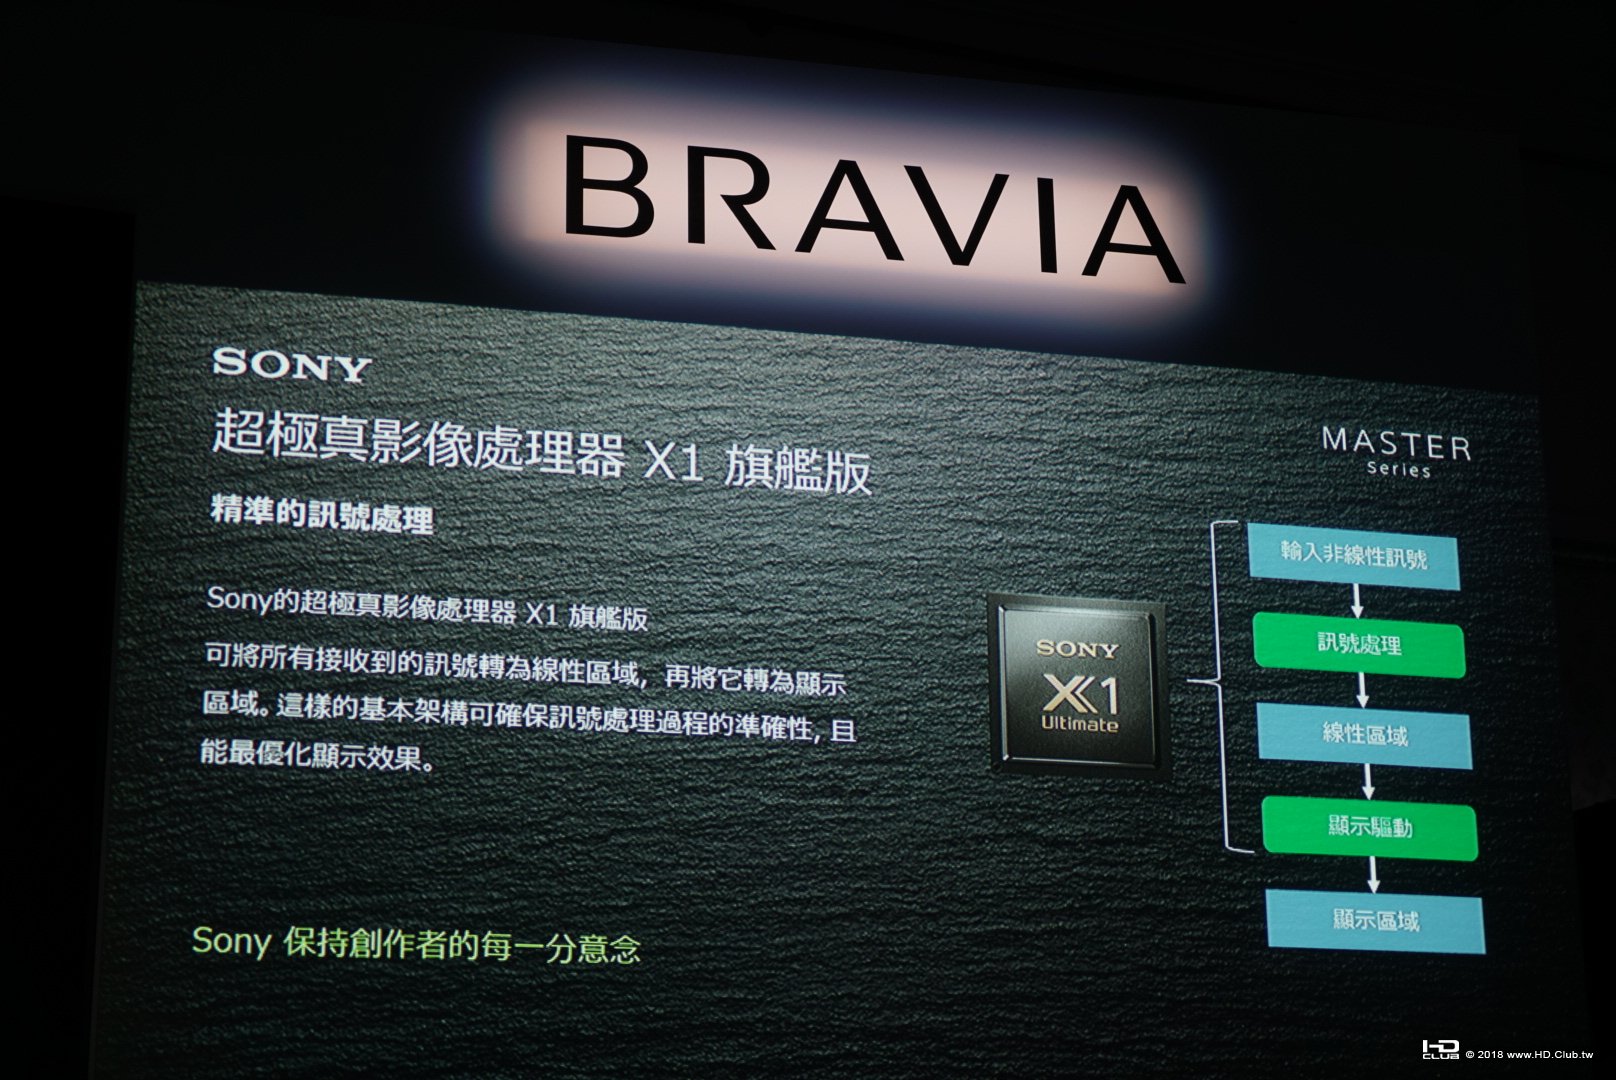 BRAVIA
SONY
超極真影像處理器 X1 旗艦版
MASTER
Series
精準的訊號處理
Sony的超極真影像處理器 X1 旗艦版
可將所有接收到的訊號轉為線性區域，再將它轉為顯示
區域。這樣的基本架構可確保訊號處理過程的準確性，且
能最優化顯示效果。
SONY
X1
Ultimate
輸入非線性訊號
訊號處理
線性區域
顯示驅動
顯示區域
Sony 保持創作者的每一分意念
HD
CLUB © 2018 www.HD.Club.tw